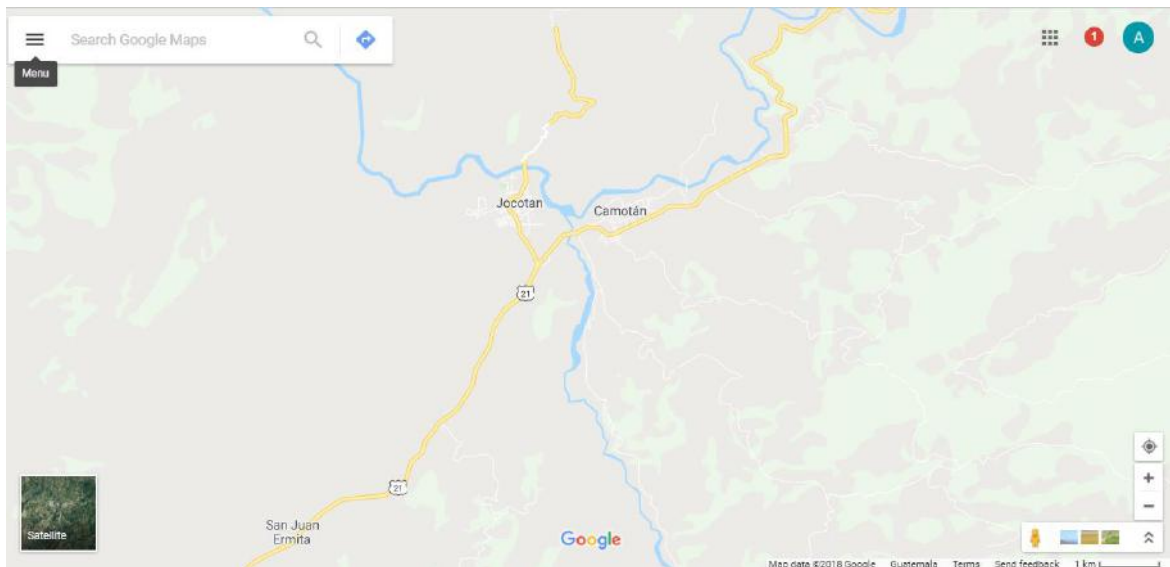 Search Google Maps
1
A
Menu
Jocotan
Camotán
21
21
San Juan
Ermita
Satellite
Google
Map data ©2018 Google Guatemala Terms Send feedback 1 km